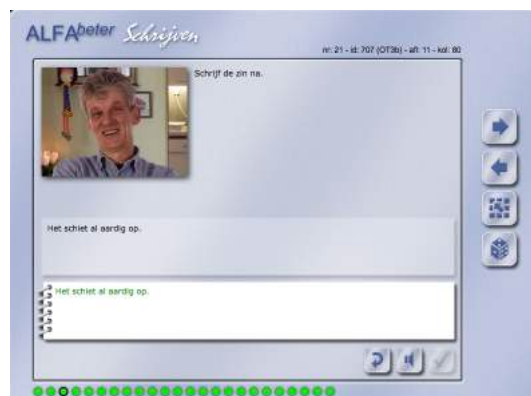 ALFAbeter Schrijven
nr: 21 - id: 707 (OT3b) - afl: 11 - kol: 80
Schrijf de zin na.
Het schiet al aardig op.
Het schiet al aardig op.